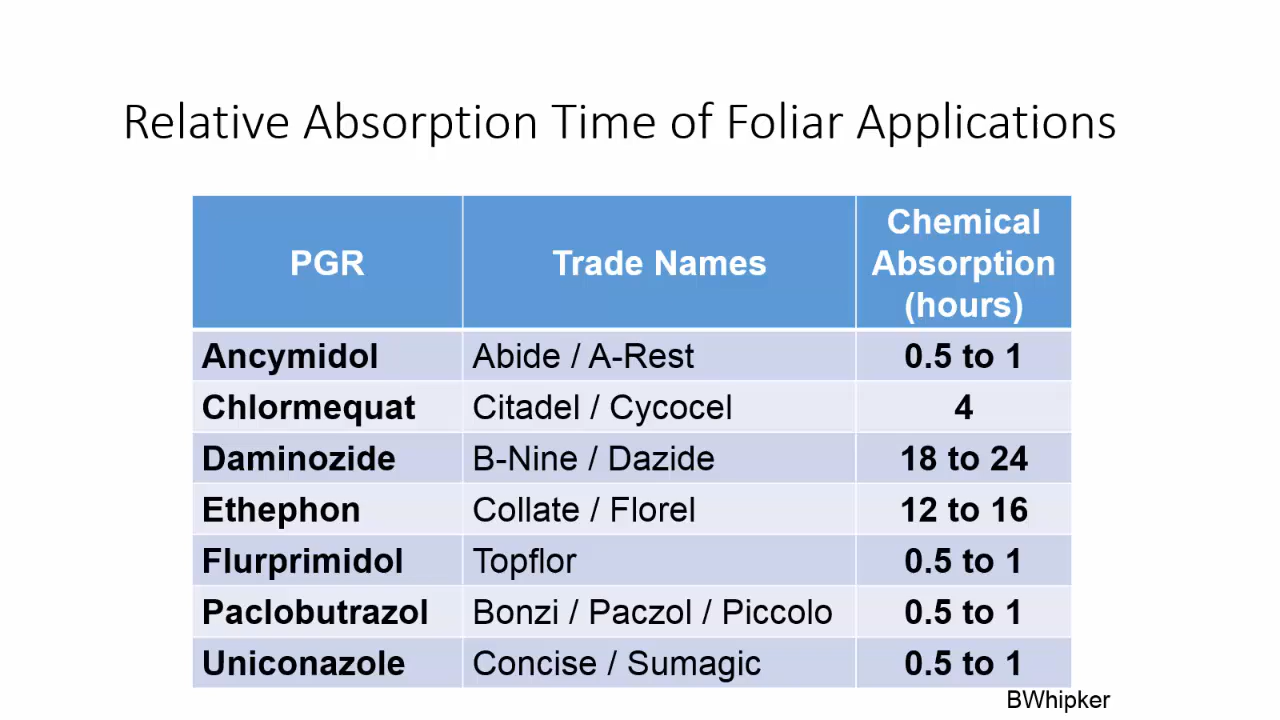 Relative Absorption Time of Foliar Applications
PGR Trade Names Chemical Absorption (hours)
Ancymidol Abide / A-Rest 0.5 to 1
Chlormequat Citadel / Cycocel 4
Daminozide B-Nine / Dazide 18 to 24
Ethephon Collate / Florel 12 to 16
Flurprimidol Topflor 0.5 to 1
Paclobutrazol Bonzi / Paczol / Piccolo 0.5 to 1
Uniconazole Concise / Sumagic 0.5 to 1
BWhipker